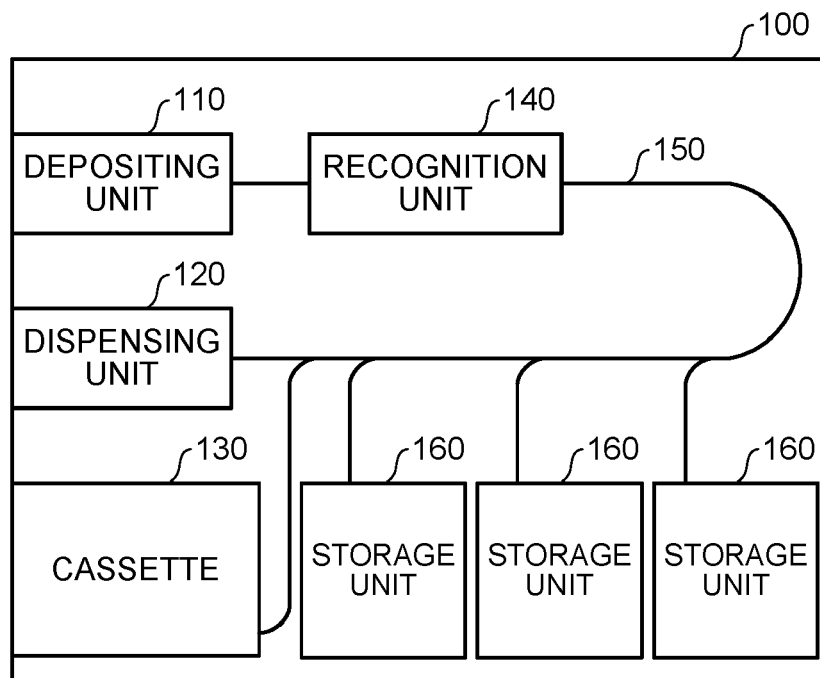 100
110
140
150
DEPOSITING
UNIT
RECOGNITION
UNIT
120
DISPENSING
UNIT
130
160
160
160
CASSETTE
STORAGE
UNIT
STORAGE
UNIT
STORAGE
UNIT